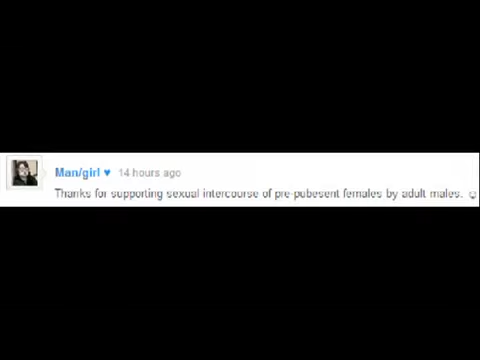 Man/girl ♥ 14 hours ago
Thanks for supporting sexual intercourse of pre-pubesent females by adult males. ☺